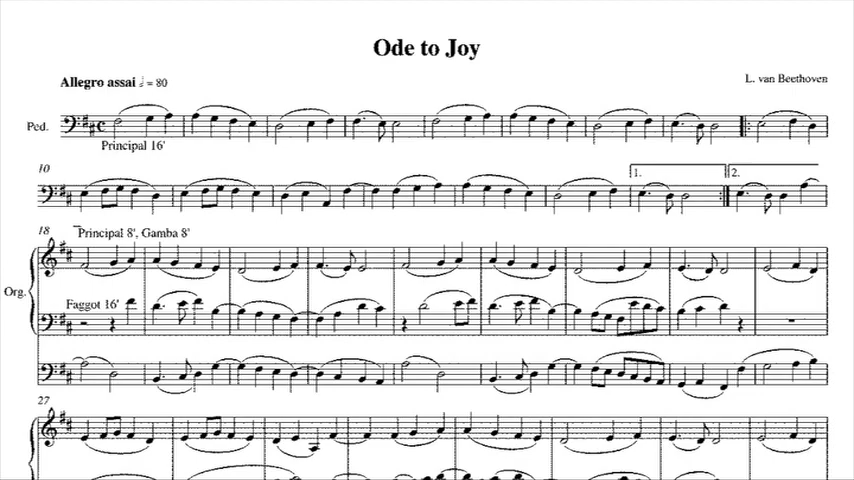 Ode to Joy
Allegro assai = 80
L. van Beethoven
Ped.
Principal 16'
10
1.
2.
18
Principal 8', Gamba 8'
Org.
Faggot 16'
27